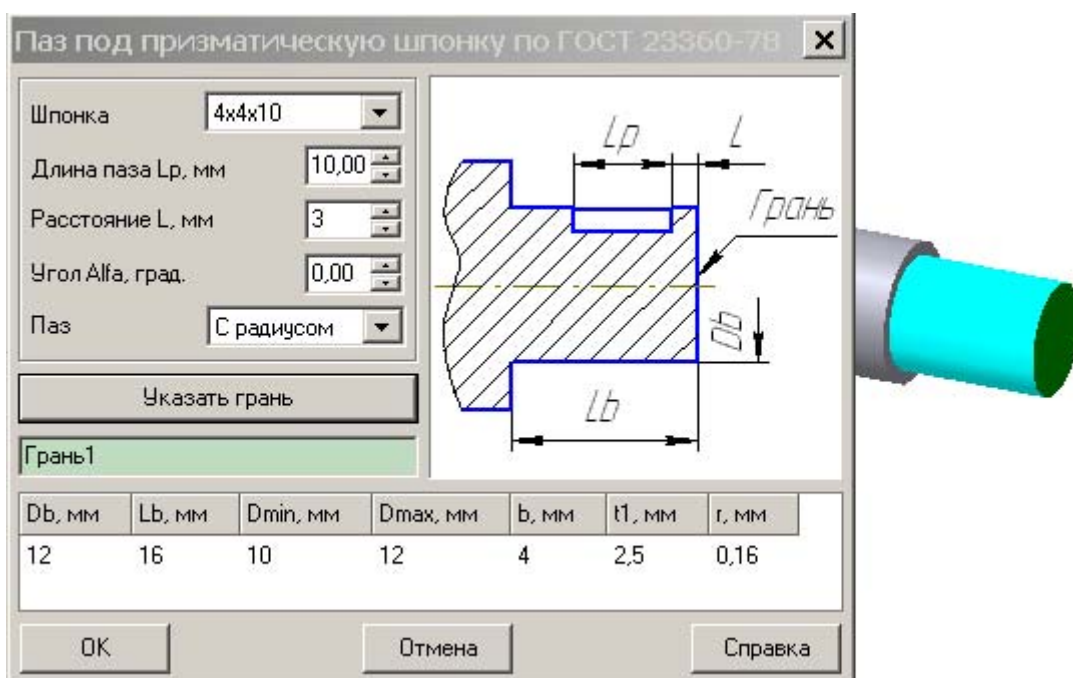 Паз под призматическую шпонку по ГОСТ 23360-78
Шпонка 4x4x10
Длина паза Lp, мм 10,00
Расстояние L, мм 3
Угол Alfa, град. 0,00
Паз С радиусом
Указать грань
Грань1
Lp L
Грань
Db
Lb
Db, мм Lb, мм Dmin, мм Dmax, мм b, мм t1, мм r, мм
12 16 10 12 4 2,5 0,16
OK Отмена Справка